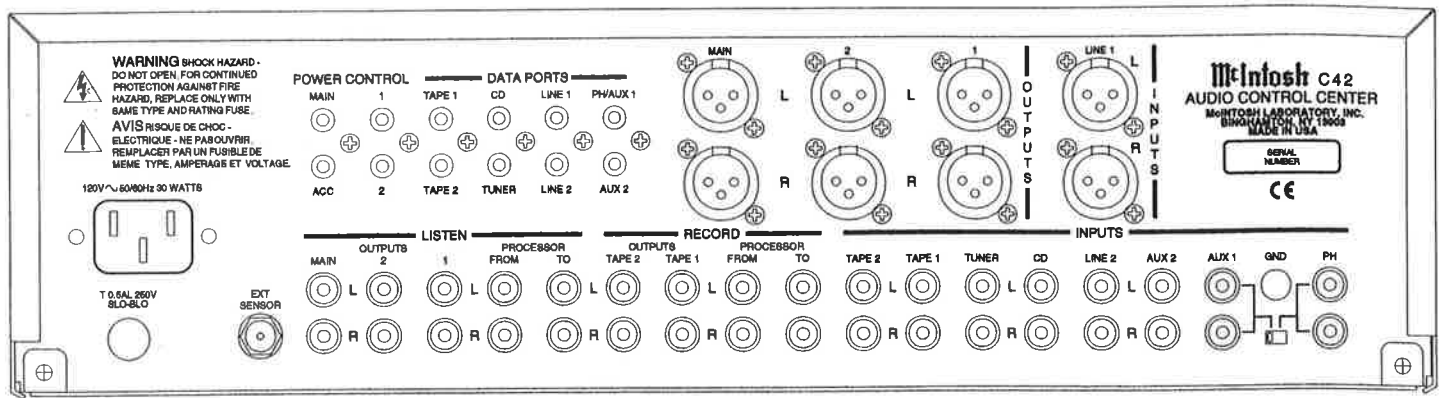 WARNING SHOCK HAZARD -
DO NOT OPEN, FOR CONTINUED
PROTECTION AGAINST FIRE
HAZARD, REPLACE ONLY WITH
SAME TYPE AND RATING FUSE.
AVIS RISQUE DE CHOC -
ELECTRIQUE - NE PAS OUVRIR.
REMPLACER PAR UN FUSIBLE DE
MEME TYPE, AMPERAGE ET VOLTAGE.
120V ~ 50/60Hz 30 WATTS
T 0.5AL 250V
SLO-BLO
EXT
SENSOR
POWER CONTROL DATA PORTS
MAIN 1 TAPE 1 CD LINE 1 PH/AUX 1
ACC 2 TAPE 2 TUNER LINE 2 AUX 2
MAIN 2 1 LINE 1
L L L
R R R
OUTPUTS
INPUTS
McIntosh C42
AUDIO CONTROL CENTER
McINTOSH LABORATORY, INC.
BINGHAMTON, NY 13903
MADE IN USA
SERIAL
NUMBER
CE
LISTEN RECORD INPUTS
OUTPUTS PROCESSOR OUTPUTS PROCESSOR
MAIN 2 1 FROM TO TAPE 2 TAPE 1 FROM TO TAPE 2 TAPE 1 TUNER CD LINE 2 AUX 2 AUX 1 GND PH
L L L L L L L
R R R R R R R